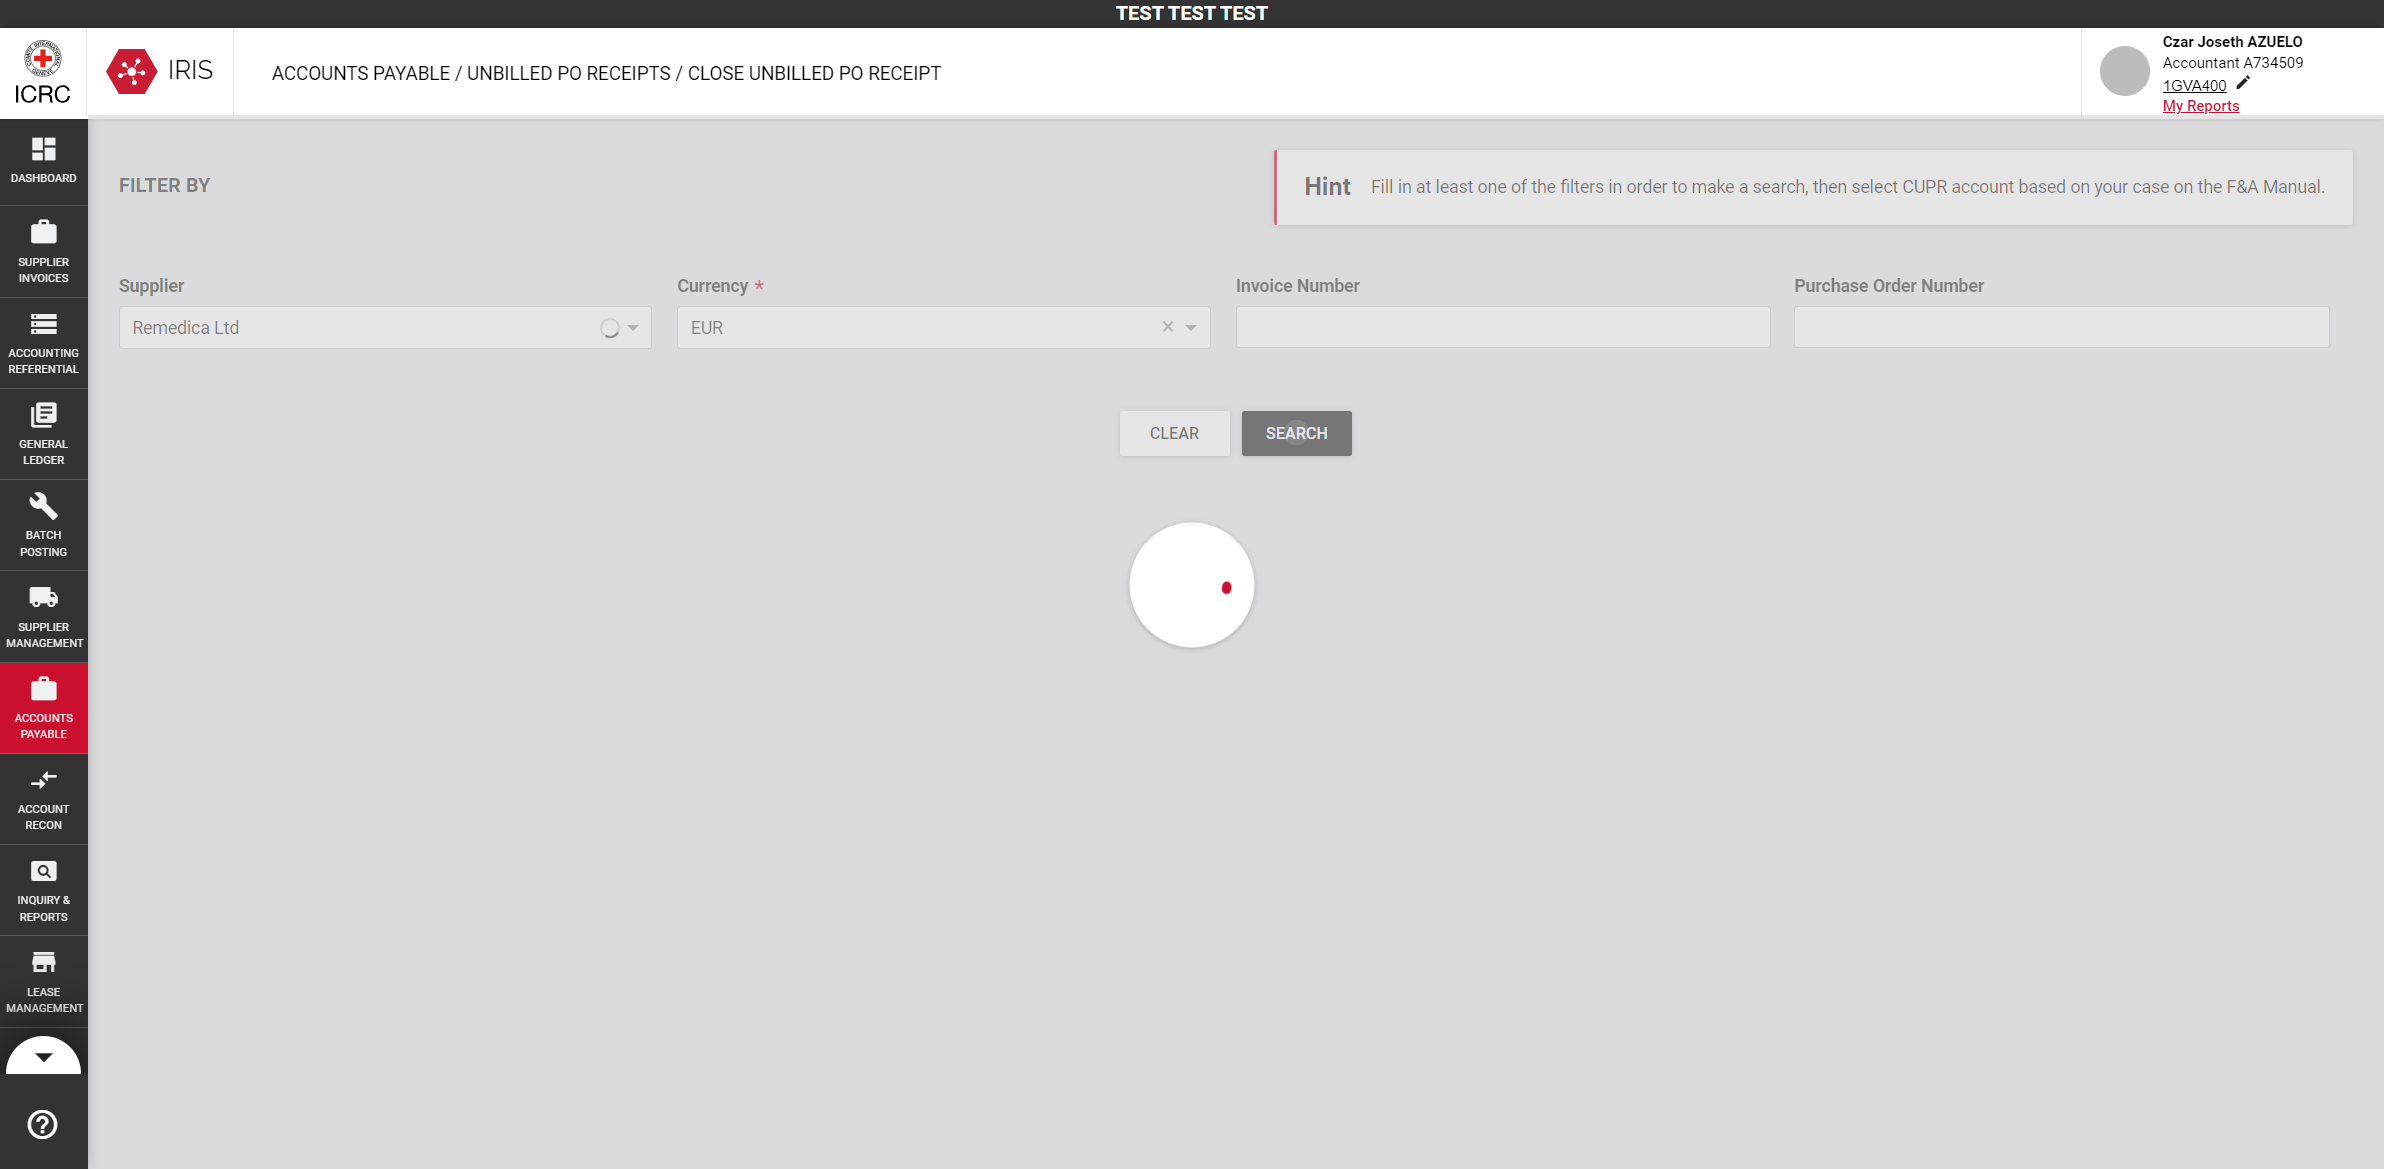 TEST TEST TEST
ICRC
IRIS
ACCOUNTS PAYABLE / UNBILLED PO RECEIPTS / CLOSE UNBILLED PO RECEIPT
Czar Joseth AZUELO
Accountant A734509
1GVA400
My Reports
DASHBOARD
SUPPLIER
INVOICES
ACCOUNTING
REFERENTIAL
GENERAL
LEDGER
BATCH
POSTING
SUPPLIER
MANAGEMENT
ACCOUNTS
PAYABLE
ACCOUNT
RECON
INQUIRY &
REPORTS
LEASE
MANAGEMENT
FILTER BY
Hint Fill in at least one of the filters in order to make a search, then select CUPR account based on your case on the F&A Manual.
Supplier Currency * Invoice Number Purchase Order Number
Remedica Ltd EUR
CLEAR SEARCH